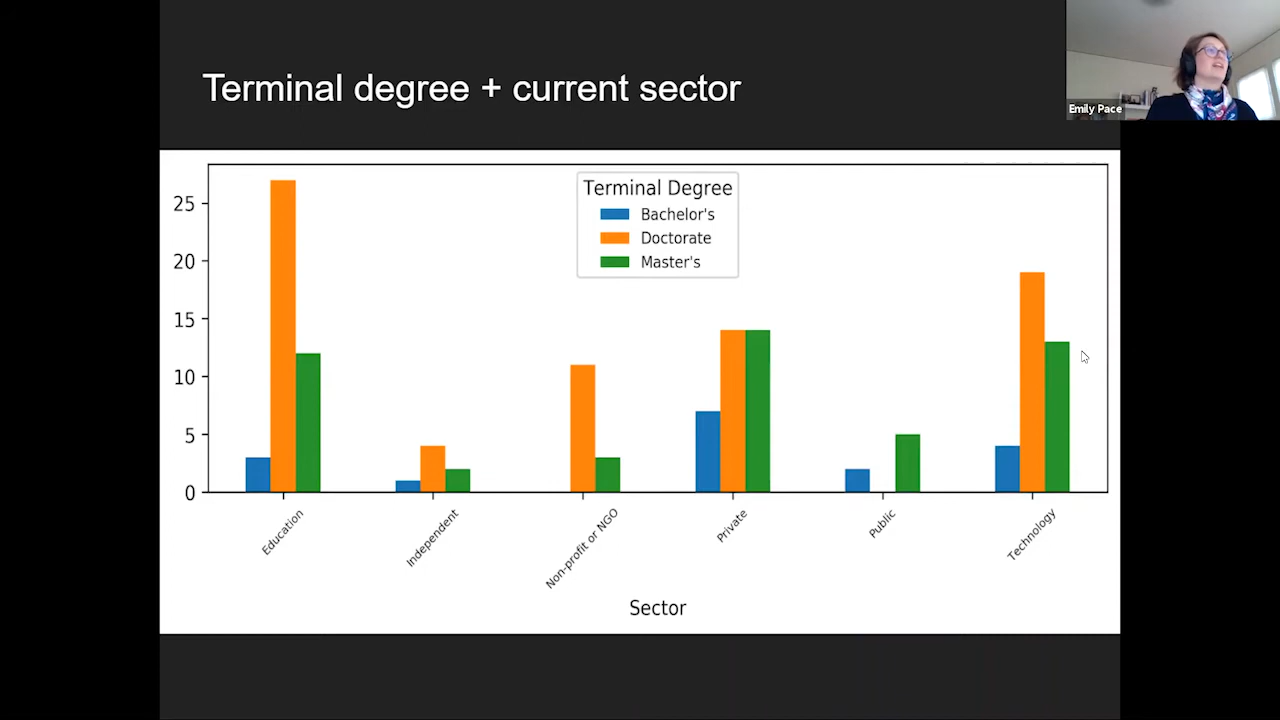 Terminal degree + current sector
Emily Pace
Terminal Degree
Bachelor's
Doctorate
Master's
25
20
15
10
5
0
Education
Independent
Non-profit or NGO
Private
Public
Technology
Sector